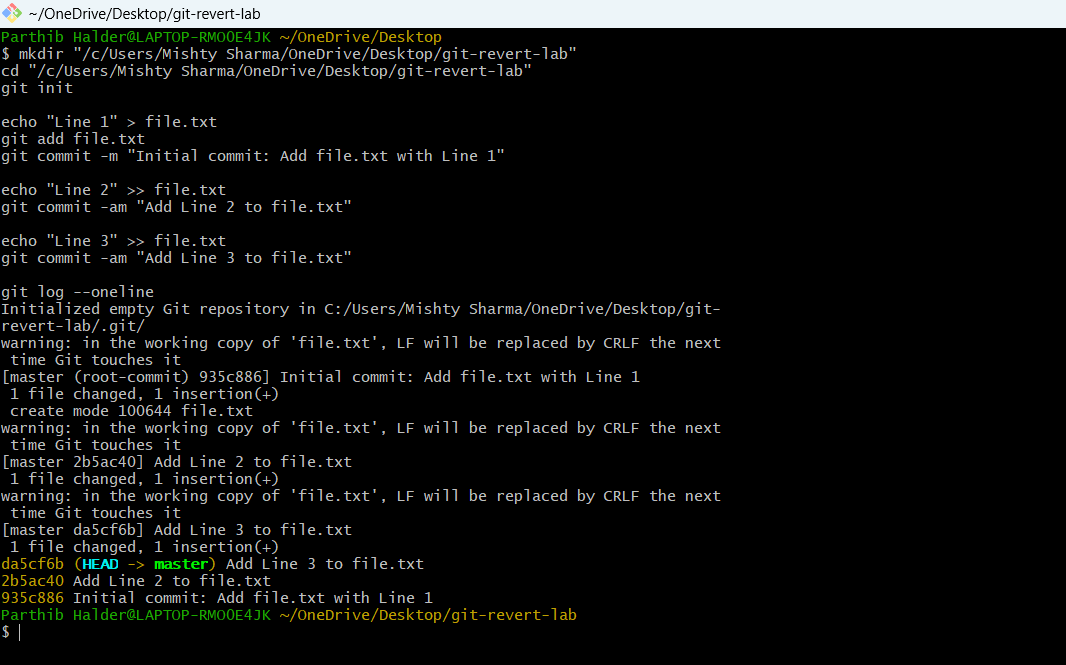 ~/OneDrive/Desktop/git-revert-lab
Parthib Halder@LAPTOP-RMOOE4JK ~/OneDrive/Desktop
$ mkdir "/c/Users/Mishty Sharma/OneDrive/Desktop/git-revert-lab"
cd "/c/Users/Mishty Sharma/OneDrive/Desktop/git-revert-lab"
git init
echo "Line 1" > file.txt
git add file.txt
git commit -m "Initial commit: Add file.txt with Line 1"
echo "Line 2" >> file.txt
git commit -am "Add Line 2 to file.txt"
echo "Line 3" >> file.txt
git commit -am "Add Line 3 to file.txt"
git log --oneline
Initialized empty Git repository in C:/Users/Mishty Sharma/OneDrive/Desktop/git-
revert-lab/.git/
warning: in the working copy of 'file.txt', LF will be replaced by CRLF the next
 time Git touches it
[master (root-commit) 935c886] Initial commit: Add file.txt with Line 1
 1 file changed, 1 insertion(+)
 create mode 100644 file.txt
warning: in the working copy of 'file.txt', LF will be replaced by CRLF the next
 time Git touches it
[master 2b5ac40] Add Line 2 to file.txt
 1 file changed, 1 insertion(+)
warning: in the working copy of 'file.txt', LF will be replaced by CRLF the next
 time Git touches it
[master da5cf6b] Add Line 3 to file.txt
 1 file changed, 1 insertion(+)
da5cf6b (HEAD -> master) Add Line 3 to file.txt
2b5ac40 Add Line 2 to file.txt
935c886 Initial commit: Add file.txt with Line 1
Parthib Halder@LAPTOP-RMOOE4JK ~/OneDrive/Desktop/git-revert-lab
$